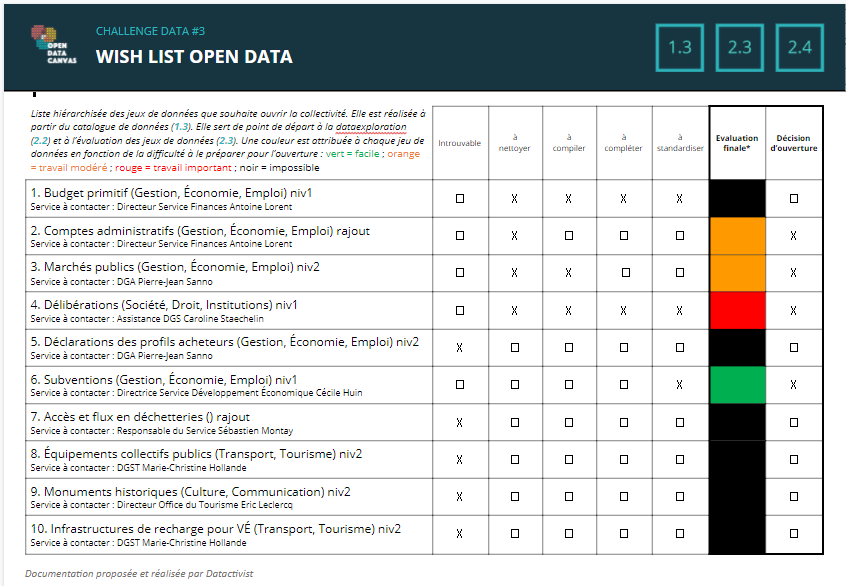 OPEN
DATA
CANVAS
CHALLENGE DATA #3
WISH LIST OPEN DATA
1.3
2.3
2.4
Liste hiérarchisée des jeux de données que souhaite ouvrir la collectivité. Elle est réalisée à
partir du catalogue de données (1.3). Elle sert de point de départ à la dataexploration
(2.2) et à l'évaluation des jeux de données (2.3). Une couleur est attribuée à chaque jeu de
données en fonction de la difficulté à le préparer pour l'ouverture : vert = facile ; orange
= travail modéré ; rouge = travail important ; noir = impossible
Introuvable
à
nettoyer
à
compiler
à
compléter
à
standardiser
Evaluation
finale*
Décision
d'ouverture
1. Budget primitif (Gestion, Économie, Emploi) niv1
Service à contacter : Directeur Service Finances Antoine Lorent
X X X X
2. Comptes administratifs (Gestion, Économie, Emploi) rajout
Service à contacter : Directeur Service Finances Antoine Lorent
X X
3. Marchés publics (Gestion, Économie, Emploi) niv2
Service à contacter : DGA Pierre-Jean Sanno
X X X
4. Délibérations (Société, Droit, Institutions) niv1
Service à contacter : Assistance DGS Caroline Staechelin
X X X X X
5. Déclarations des profils acheteurs (Gestion, Économie, Emploi) niv2
Service à contacter : DGA Pierre-Jean Sanno
X
6. Subventions (Gestion, Économie, Emploi) niv1
Service à contacter : Directrice Service Développement Économique Cécile Huin
X X
7. Accès et flux en déchetteries () rajout
Service à contacter : Responsable du Service Sébastien Montay
X
8. Équipements collectifs publics (Transport, Tourisme) niv2
Service à contacter : DGST Marie-Christine Hollande
X
9. Monuments historiques (Culture, Communication) niv2
Service à contacter : Directeur Office du Tourisme Eric Leclercq
X
10. Infrastructures de recharge pour VÉ (Transport, Tourisme) niv2
Service à contacter : DGST Marie-Christine Hollande
X
Documentation proposée et réalisée par Datactivist